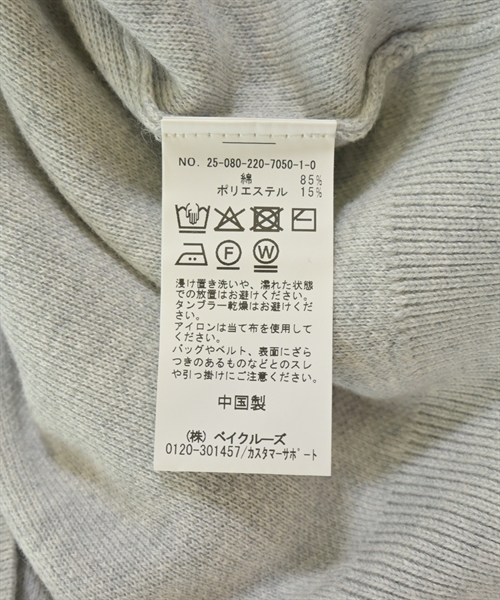 NO. 25-080-220-7050-1-0
綿 85%
ポリエステル 15%
F W
浸け置き洗いや、濡れた状態
での放置はお避けください。
タンブラー乾燥はお避けくださ
い。
アイロンは当て布を使用して
ください。
バッグやベルト、表面にざら
つきのあるものなどとのスレ
や引っ掛けにご注意ください。
中国製
(株) ベイクルーズ
0120-301457/カスタマーサポート